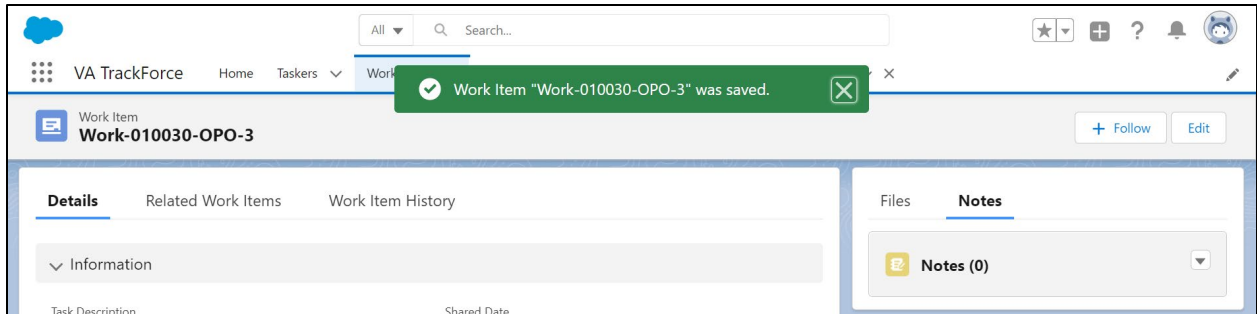 All
Search...
VA TrackForce
Home
Taskers
Work Item "Work-010030-OPO-3" was saved.
Work Item
Work-010030-OPO-3
+ Follow
Edit
Details
Related Work Items
Work Item History
Files
Notes
Information
Notes (0)
Task Description
Shared Date